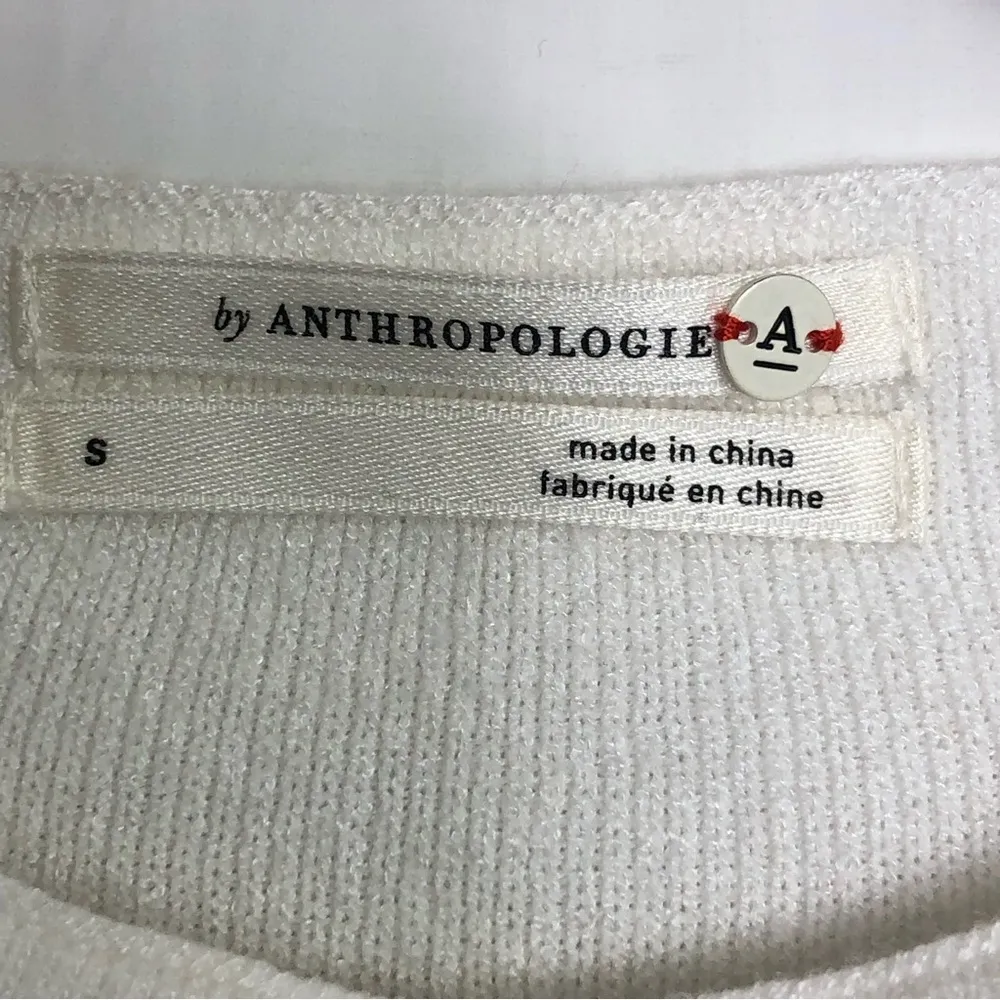 by ANTHROPOLOGIE A
S
made in china
fabriqué en chine